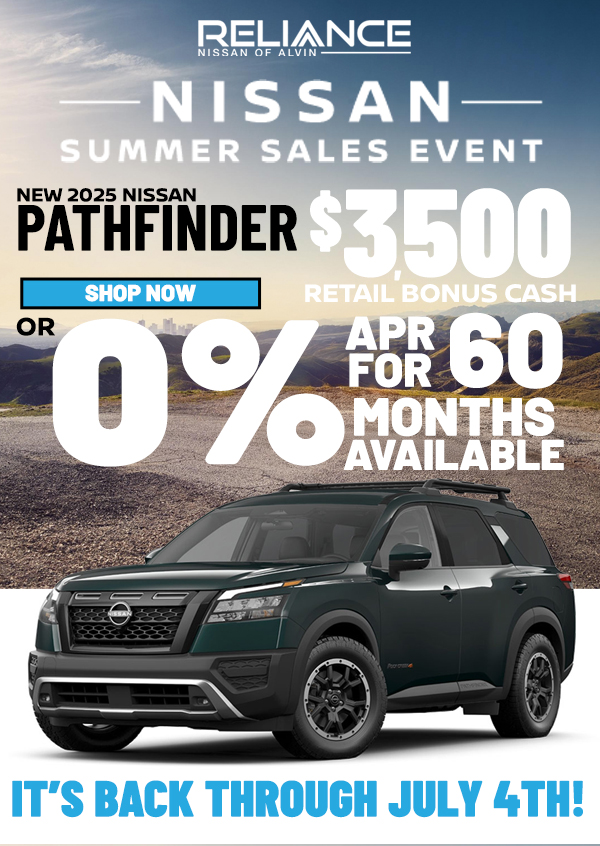 RELIANCE
NISSAN OF ALVIN
NISSAN
SUMMER SALES EVENT
NEW 2025 NISSAN
PATHFINDER
$3,500
RETAIL BONUS CASH
SHOP NOW
OR
0%
APR
FOR 60
MONTHS
AVAILABLE
NISSAN
IT'S BACK THROUGH JULY 4TH!